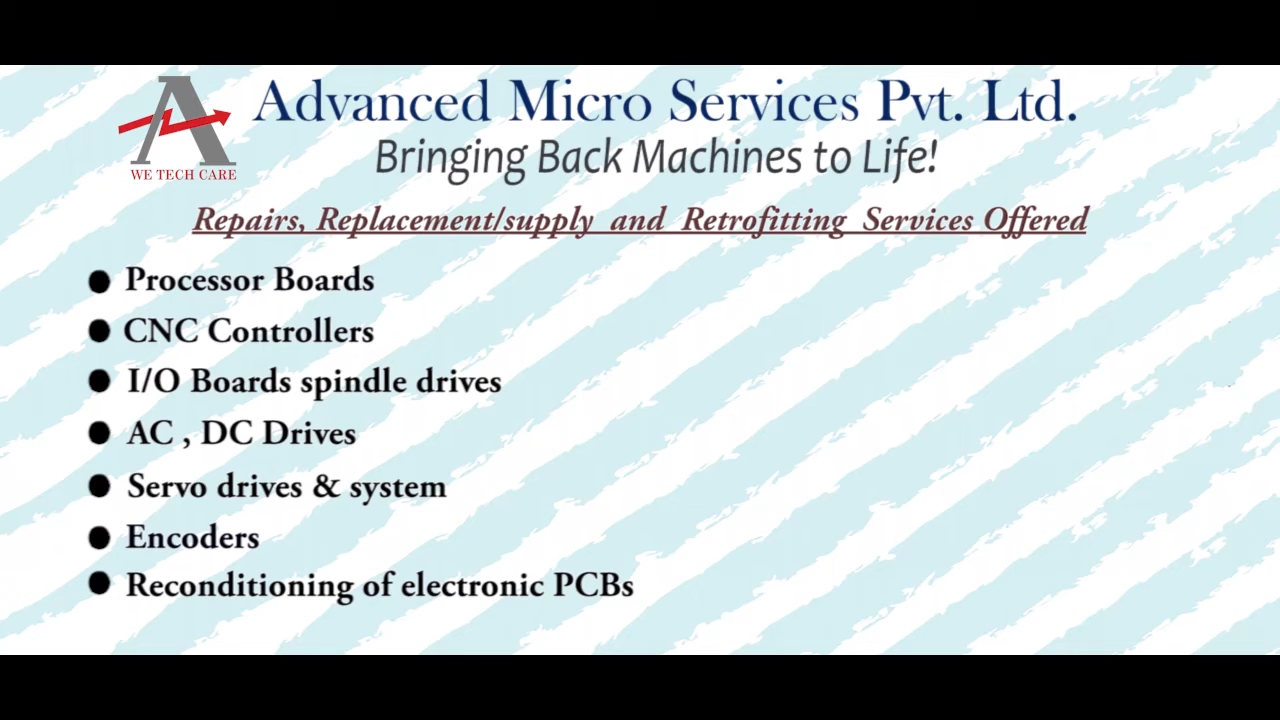 Advanced Micro Services Pvt. Ltd.
Bringing Back Machines to Life!
WE TECH CARE
Repairs, Replacement/supply and Retrofitting Services Offered
● Processor Boards
● CNC Controllers
● I/O Boards spindle drives
● AC , DC Drives
● Servo drives & system
● Encoders
● Reconditioning of electronic PCBs